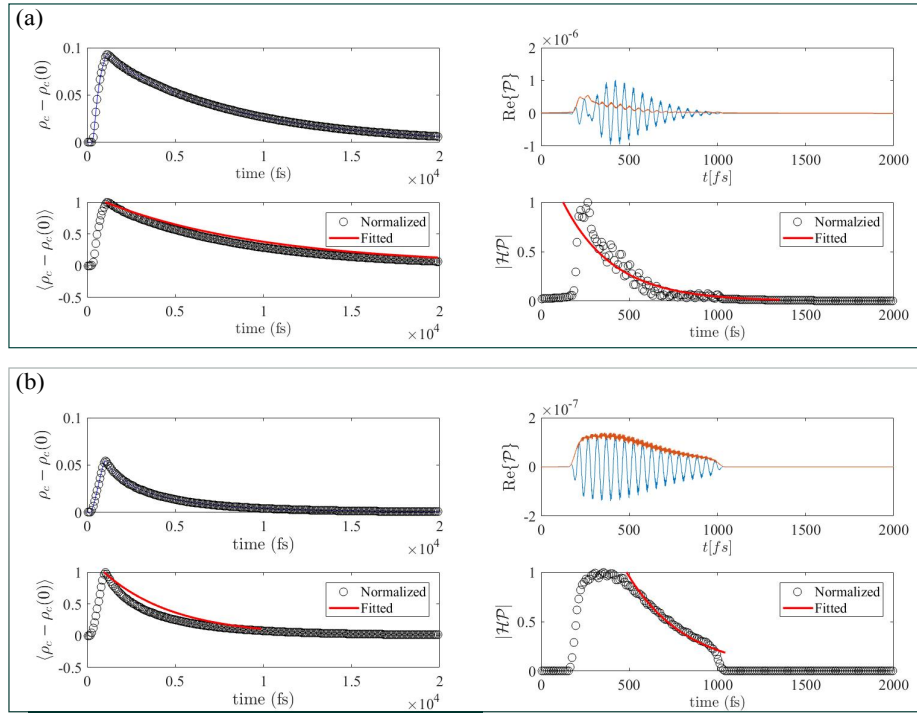 (a)
ρc − ρc(0)
0.1
0.05
0
0 0.5 1 1.5 2
time (fs)
×10^4
Re{P}
×10^-6
1
0
-1
0 500 1000 1500 2000
t[fs]
⟨ρc − ρc(0)⟩
1
0.5
0
-0.5
0 0.5 1 1.5 2
time (fs)
×10^4
Normalized
Fitted
|HP|
1
0.5
0
0 500 1000 1500 2000
time (fs)
Normalzied
Fitted
(b)
ρc − ρc(0)
0.1
0.05
0
0 0.5 1 1.5 2
time (fs)
×10^4
Re{P}
×10^-7
2
0
-2
0 500 1000 1500 2000
t[fs]
⟨ρc − ρc(0)⟩
1
0.5
0
-0.5
0 0.5 1 1.5 2
time (fs)
×10^4
Normalized
Fitted
|HP|
1
0.5
0
0 500 1000 1500 2000
time (fs)
Normalized
Fitted